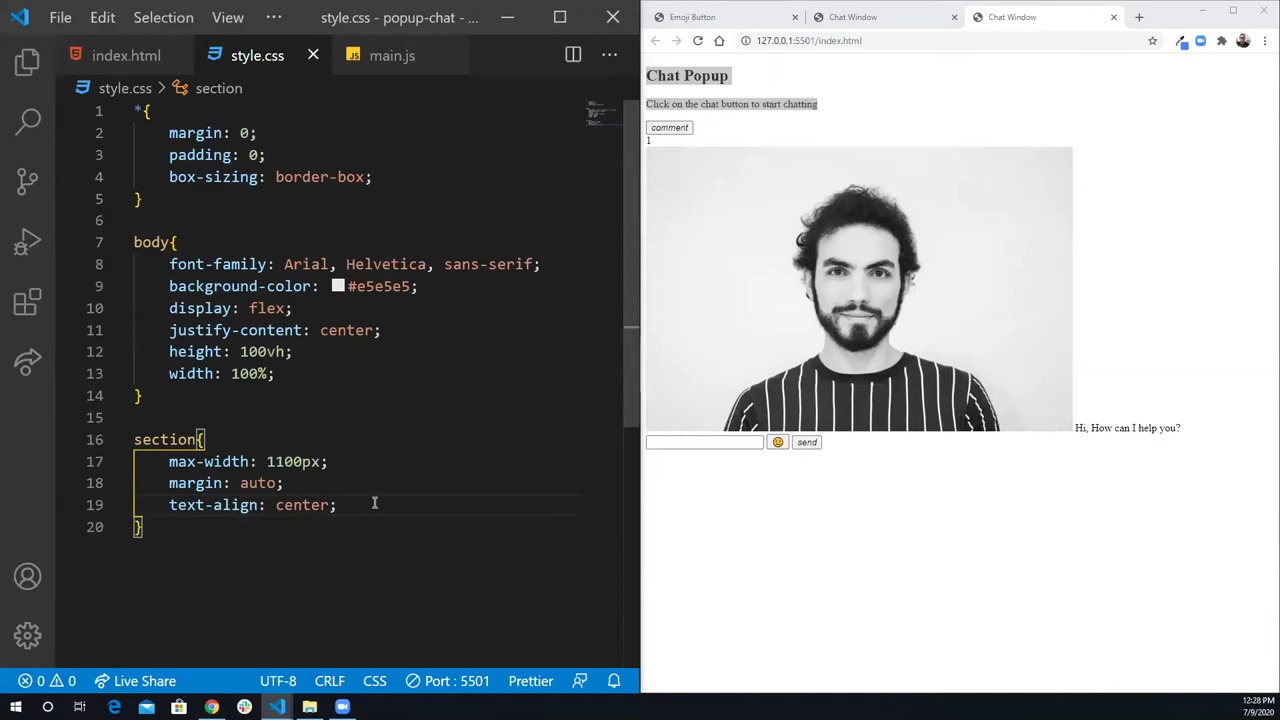 File Edit Selection View ··· style.css - popup-chat - ...
index.html style.css main.js
style.css > section
1 *{
2 margin: 0;
3 padding: 0;
4 box-sizing: border-box;
5 }
6
7 body{
8 font-family: Arial, Helvetica, sans-serif;
9 background-color: #e5e5e5;
10 display: flex;
11 justify-content: center;
12 height: 100vh;
13 width: 100%;
14 }
15
16 section{
17 max-width: 1100px;
18 margin: auto;
19 text-align: center;
20 }
0 0 Live Share UTF-8 CRLF CSS Port : 5501 Prettier
Emoji Button Chat Window Chat Window
127.0.0.1:5501/index.html
Chat Popup
Click on the chat button to start chatting
comment
1
Hi, How can I help you?
send
12:28 PM
7/9/2020